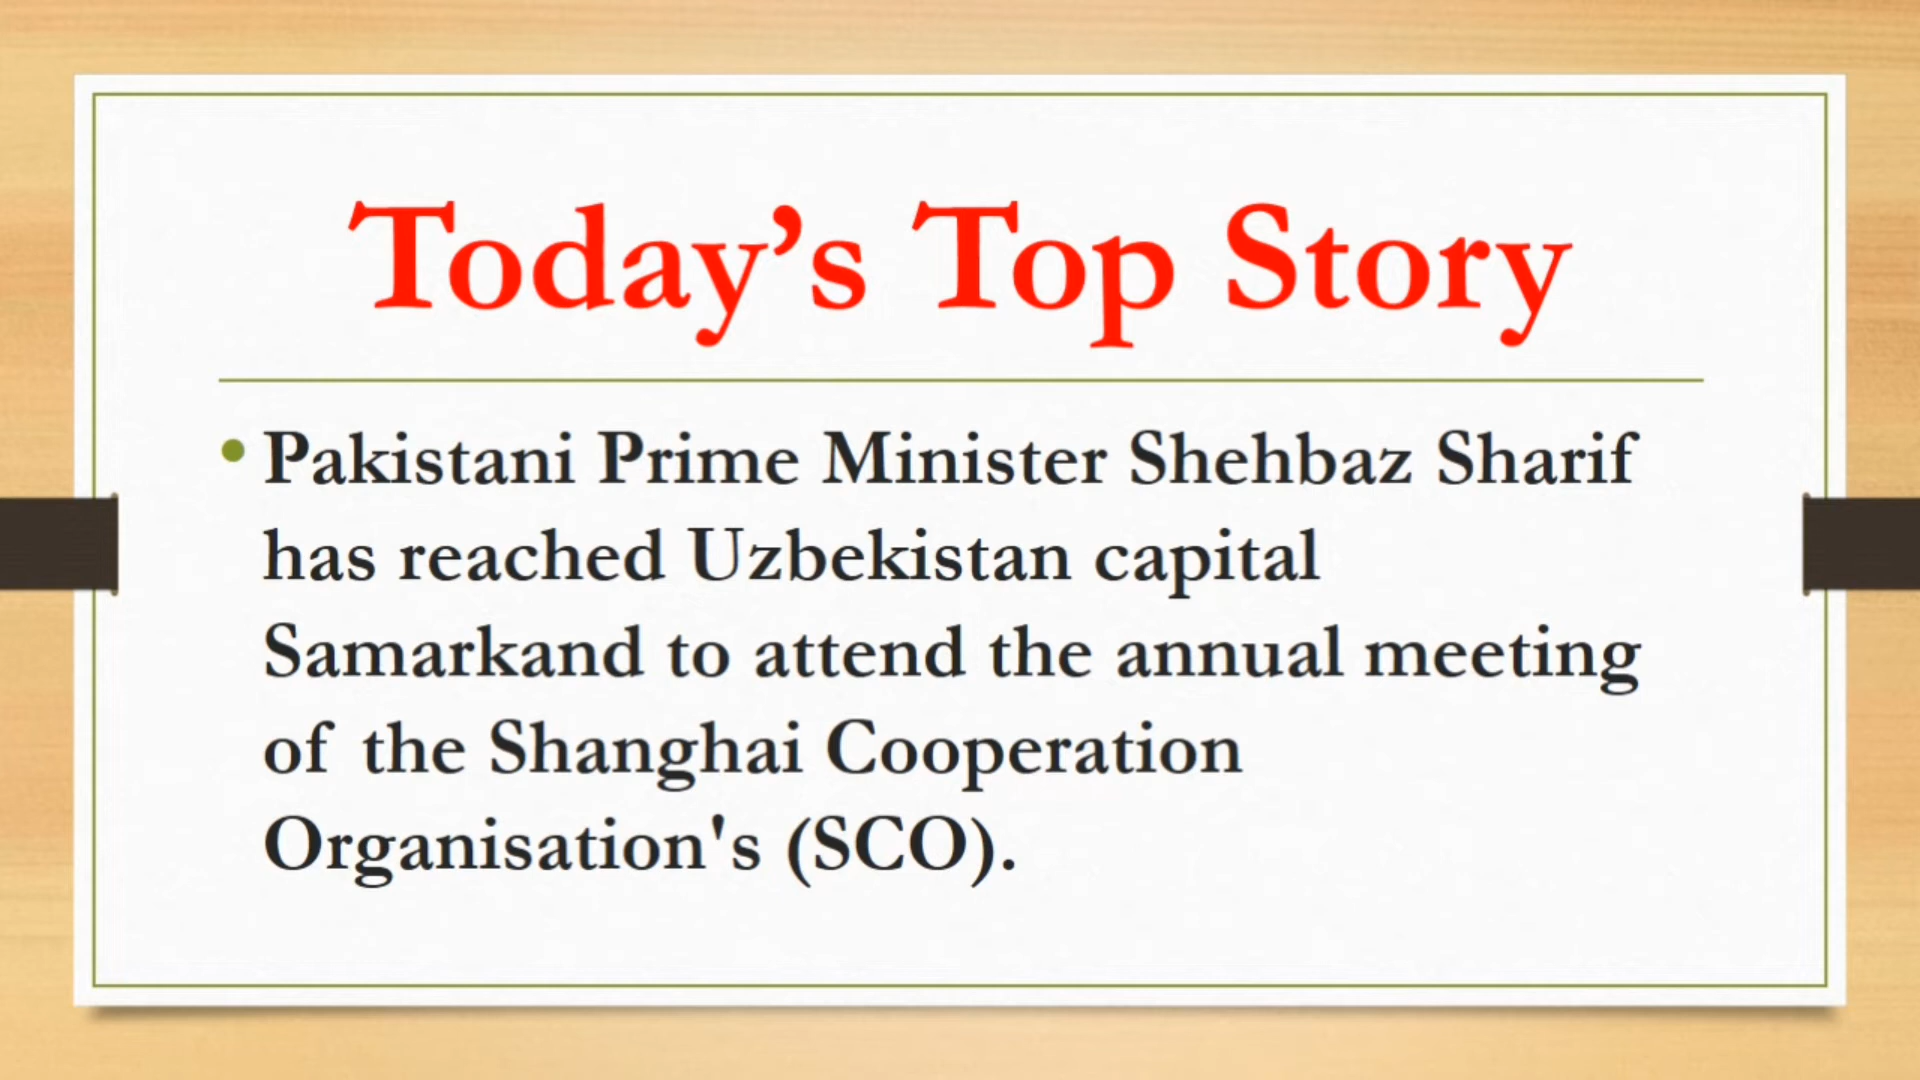 Today’s Top Story
• Pakistani Prime Minister Shehbaz Sharif
has reached Uzbekistan capital
Samarkand to attend the annual meeting
of the Shanghai Cooperation
Organisation's (SCO).